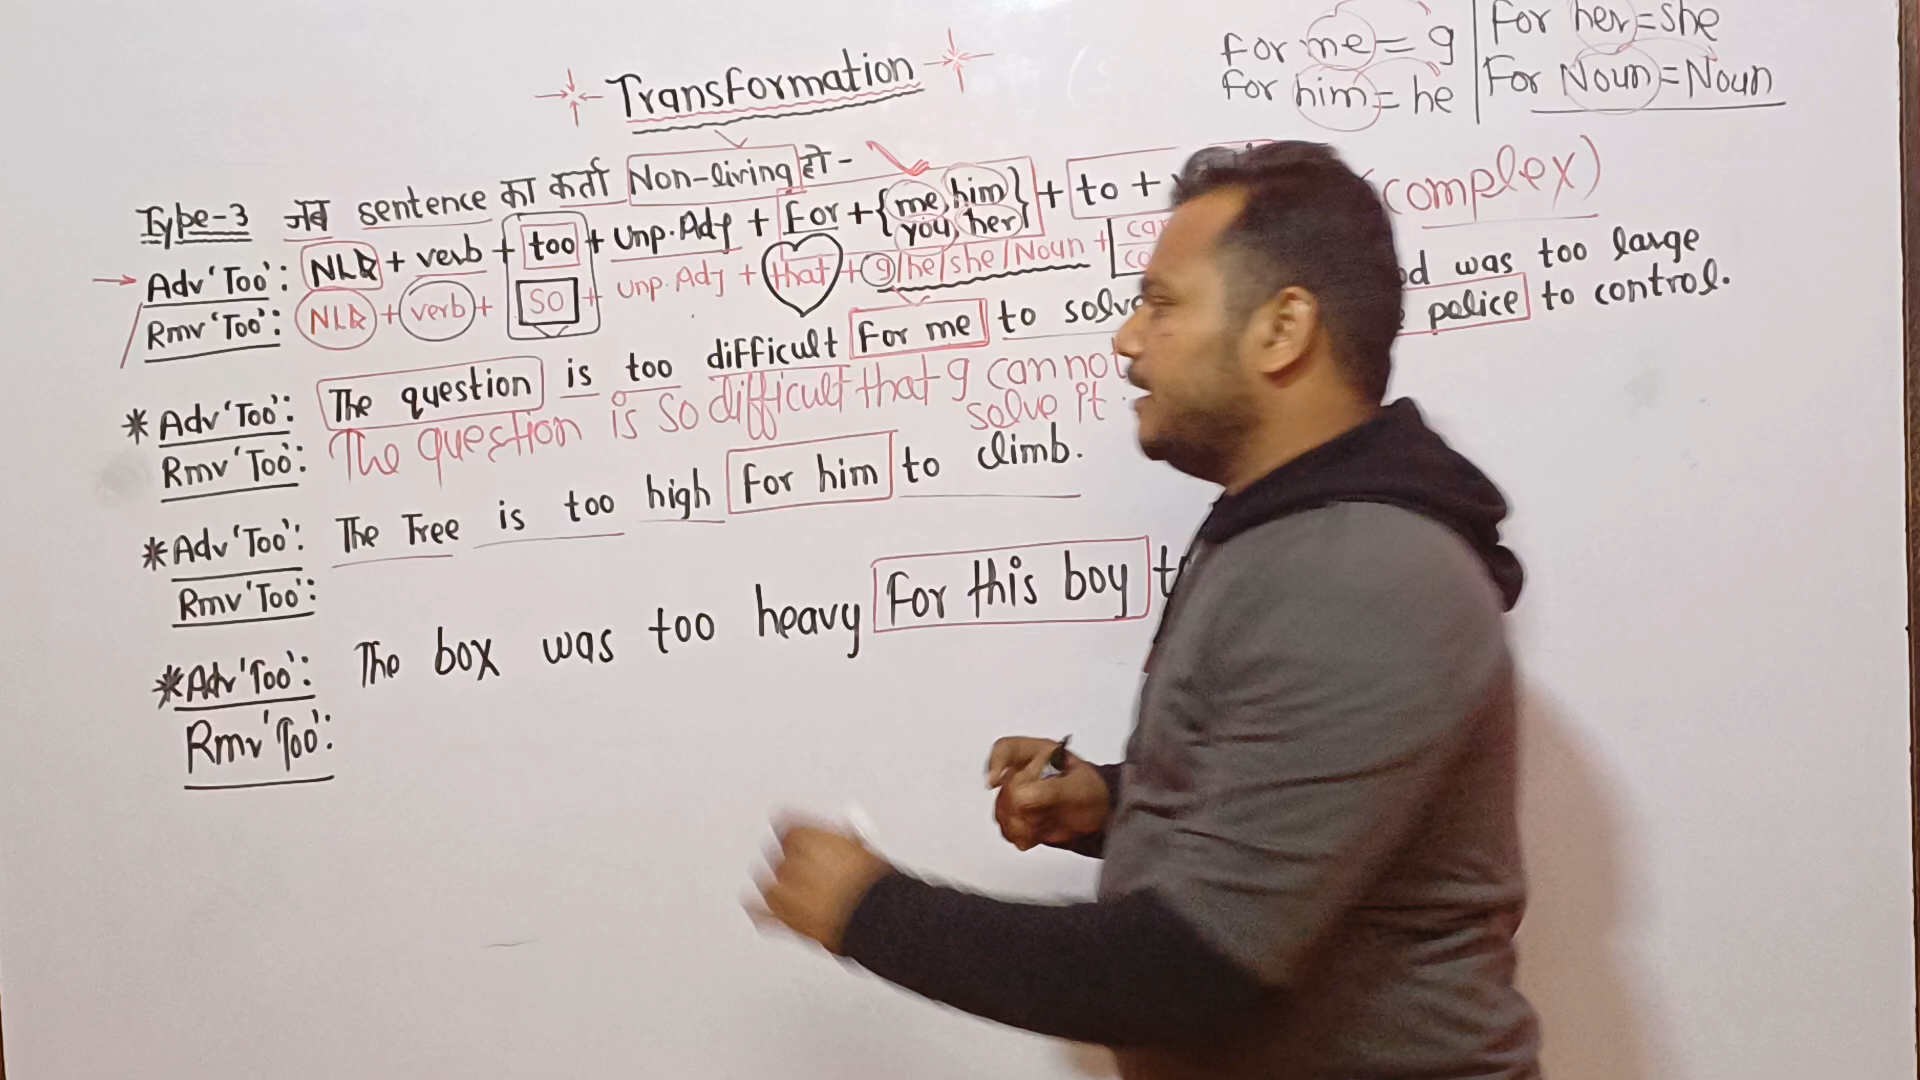 Transformation
For me = I
For him = he
For her = she
For Noun = Noun
Type-3 जब sentence का कर्ता Non-living हो-
(complex)
Adv 'Too': NLS + verb + too + Unp. Adj + For + {me, him you, her} + to +
Rmv 'Too': NLS + verb + so + Unp. Adj + that + I/he/she/Noun +
was too large
police to control.
* Adv 'Too': The question is too difficult For me to solve
Rmv 'Too': The question is so difficult that I cannot solve it.
* Adv 'Too': The Tree is too high For him to climb.
Rmv 'Too':
* Adv 'Too': The box was too heavy For this boy
Rmv 'Too':